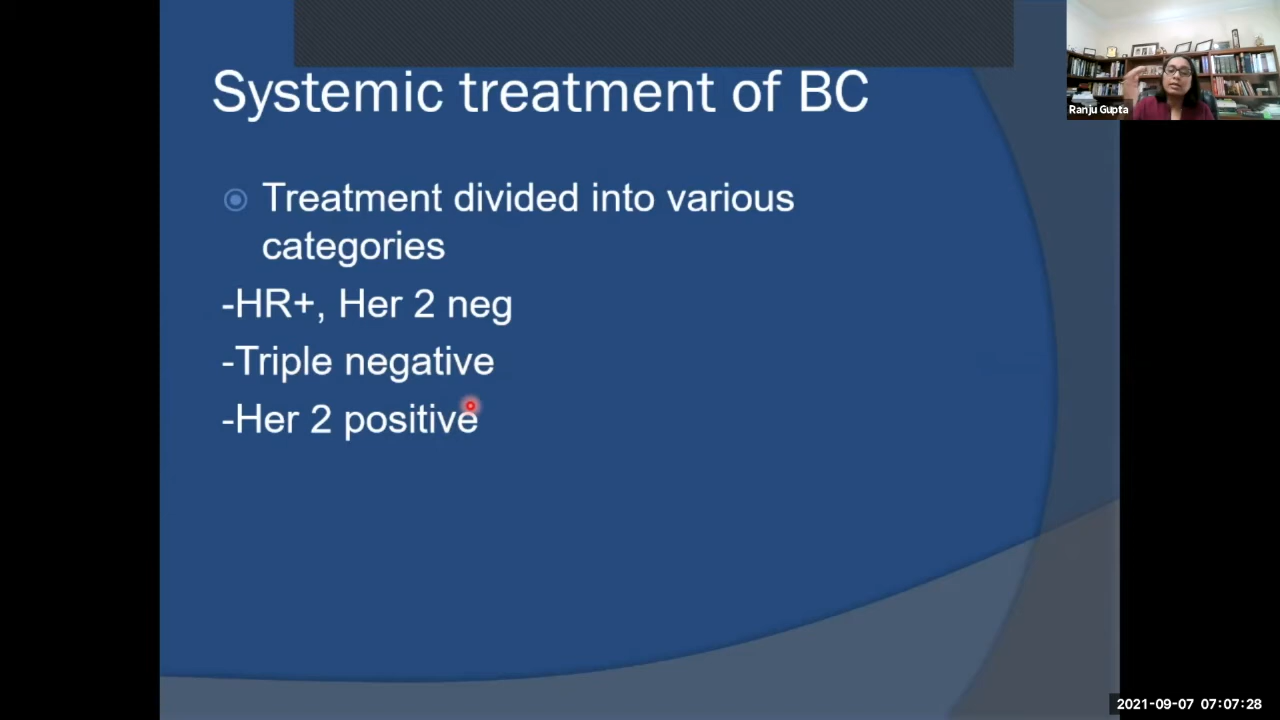 Systemic treatment of BC
Treatment divided into various
categories
-HR+, Her 2 neg
-Triple negative
-Her 2 positive
Ranju Gupta
2021-09-07 07:07:28